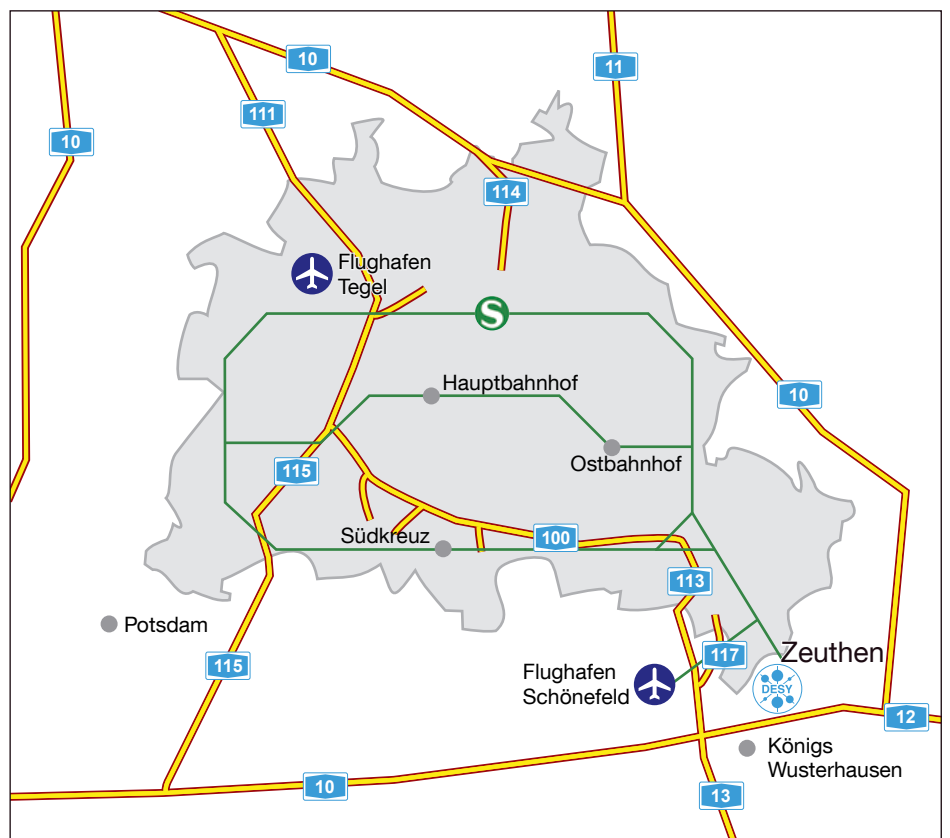 10
11
111
10
114
Flughafen
Tegel
S
Hauptbahnhof
10
Ostbahnhof
115
Südkreuz
100
113
Potsdam
115
117
Zeuthen
Flughafen
Schönefeld
DESY
12
Königs
Wusterhausen
10
13